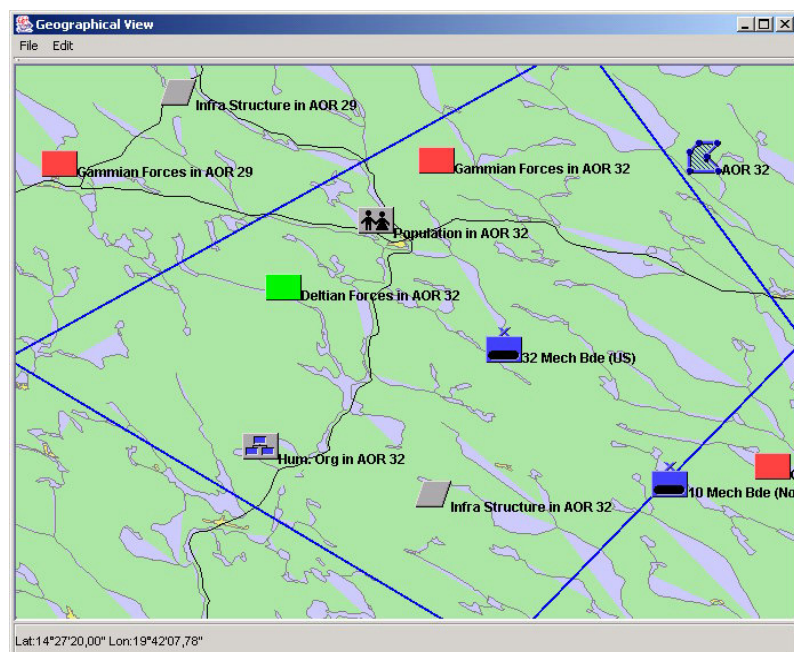 Geographical View
File Edit
Infra Structure in AOR 29
Gammian Forces in AOR 29
Gammian Forces in AOR 32
AOR 32
Population in AOR 32
Deltian Forces in AOR 32
32 Mech Bde (US)
Hum. Org in AOR 32
10 Mech Bde (No
Infra Structure in AOR 32
Lat:14°27'20,00" Lon:19°42'07,78"